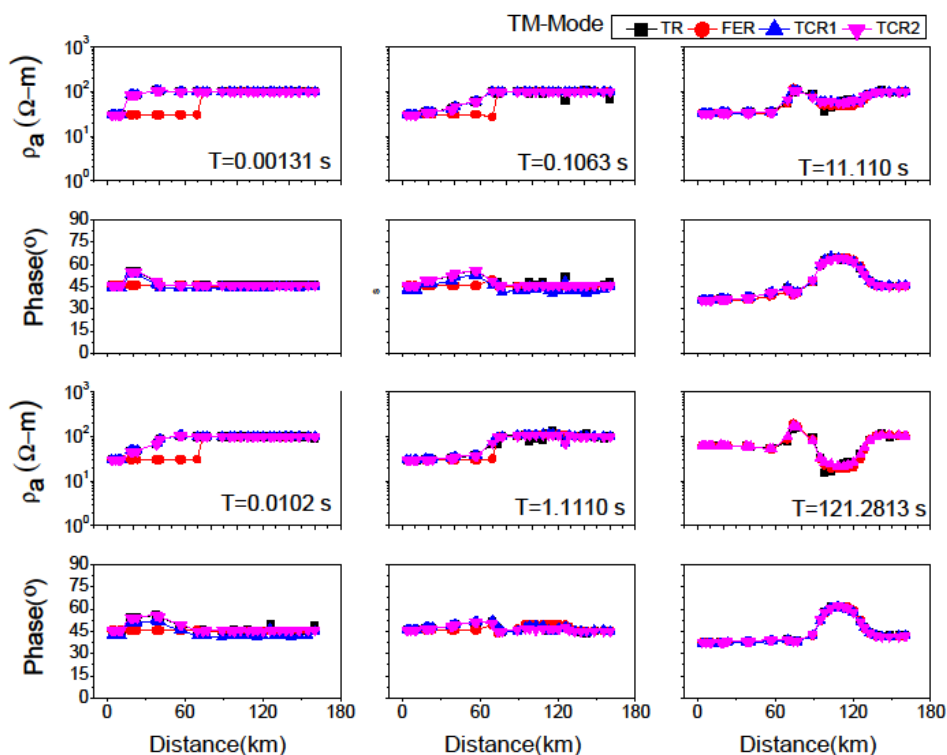 TM-Mode
TR FER TCR1 TCR2
10³
10²
10¹
10⁰
ρa (Ω−m)
T=0.00131 s
T=0.1063 s
T=11.110 s
90
75
60
45
30
15
0
Phase(º)
s
10³
10²
10¹
10⁰
ρa (Ω−m)
T=0.0102 s
T=1.1110 s
T=121.2813 s
90
75
60
45
30
15
0
Phase(º)
0 60 120 180
0 60 120 180
0 60 120 180
Distance(km)
Distance(km)
Distance(km)